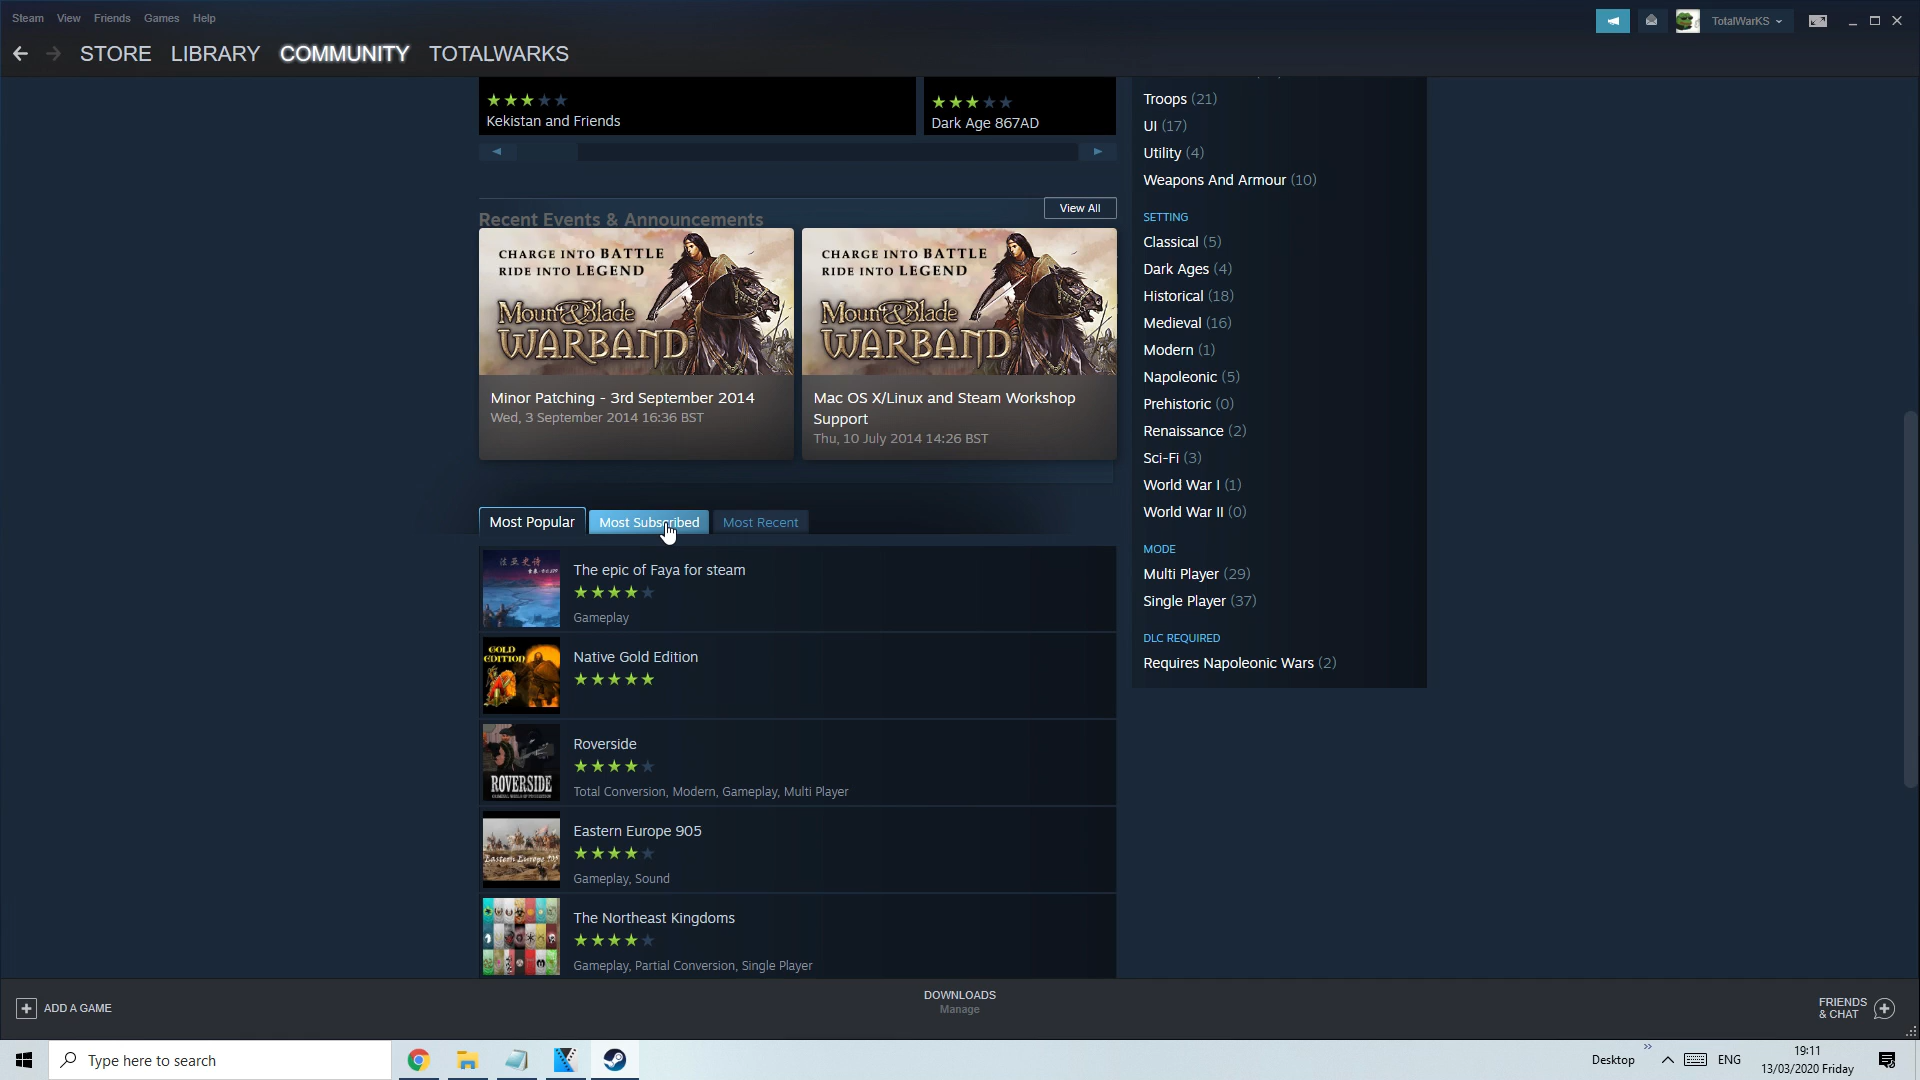 Steam View Friends Games Help
TotalWarKS
STORE LIBRARY COMMUNITY TOTALWARKS
Kekistan and Friends
Dark Age 867AD
Troops (21)
UI (17)
Utility (4)
Weapons And Armour (10)
SETTING
Classical (5)
Dark Ages (4)
Historical (18)
Medieval (16)
Modern (1)
Napoleonic (5)
Prehistoric (0)
Renaissance (2)
Sci-Fi (3)
World War I (1)
World War II (0)
MODE
Multi Player (29)
Single Player (37)
DLC REQUIRED
Requires Napoleonic Wars (2)
Recent Events & Announcements
View All
CHARGE INTO BATTLE
RIDE INTO LEGEND
Mount&Blade
WARBAND
Minor Patching - 3rd September 2014
Wed, 3 September 2014 16:36 BST
CHARGE INTO BATTLE
RIDE INTO LEGEND
Mount&Blade
WARBAND
Mac OS X/Linux and Steam Workshop
Support
Thu, 10 July 2014 14:26 BST
Most Popular Most Subscribed Most Recent
The epic of Faya for steam
Gameplay
GOLD
EDITION
Native Gold Edition
ROVERSIDE
Roverside
Total Conversion, Modern, Gameplay, Multi Player
Eastern Europe 905
Eastern Europe 905
Gameplay, Sound
The Northeast Kingdoms
Gameplay, Partial Conversion, Single Player
ADD A GAME
DOWNLOADS
Manage
FRIENDS
& CHAT
Type here to search
Desktop
ENG
19:11
13/03/2020 Friday